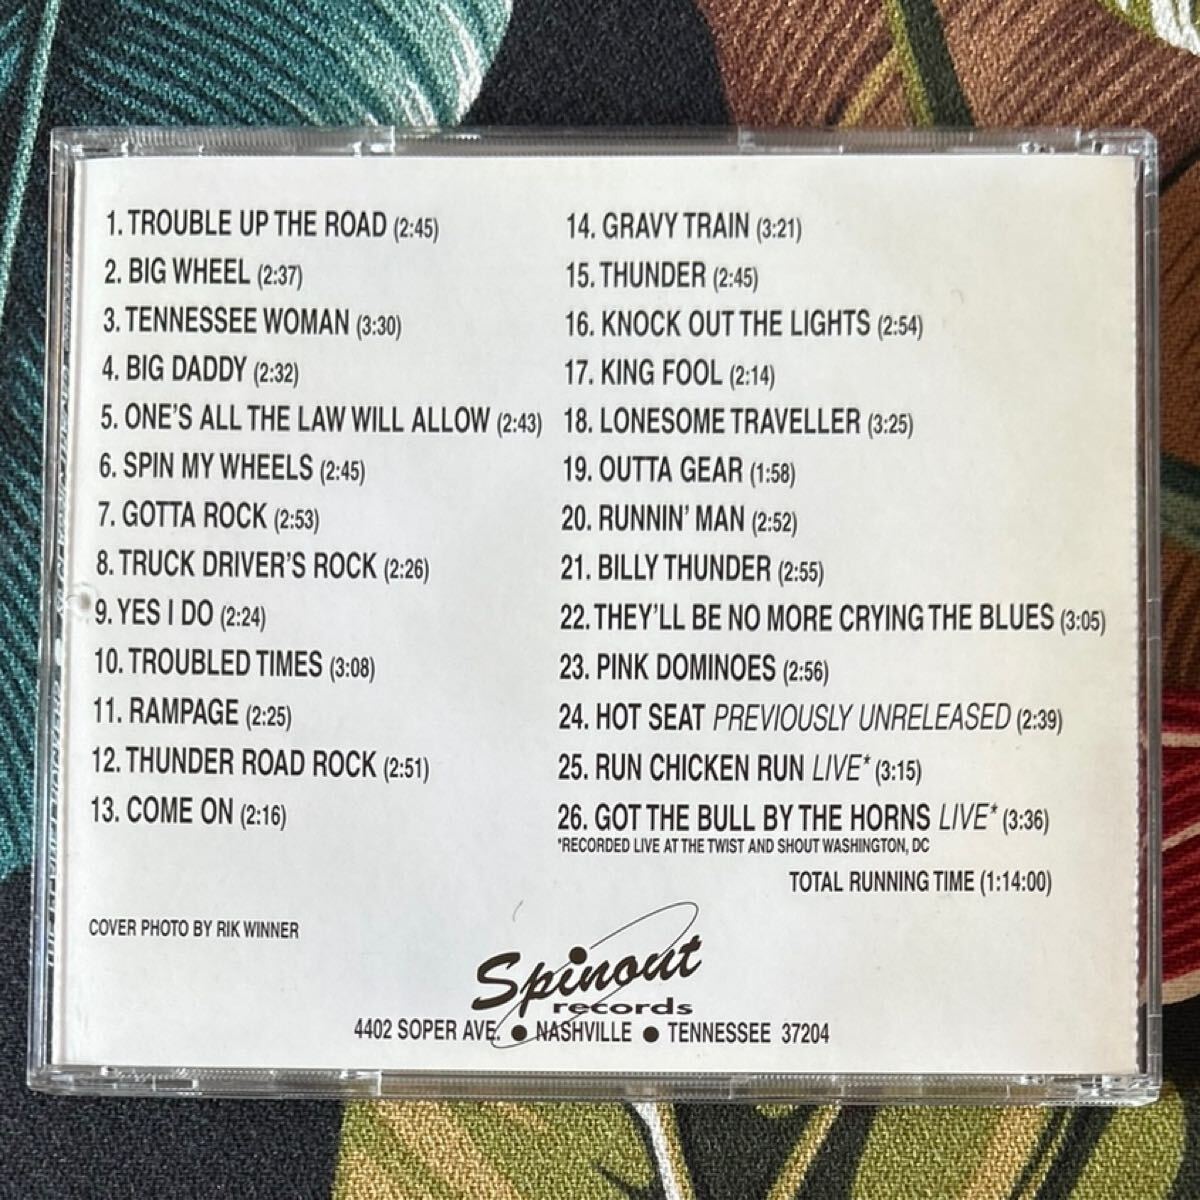 1. TROUBLE UP THE ROAD (2:45)
2. BIG WHEEL (2:37)
3. TENNESSEE WOMAN (3:30)
4. BIG DADDY (2:32)
5. ONE'S ALL THE LAW WILL ALLOW (2:43)
6. SPIN MY WHEELS (2:45)
7. GOTTA ROCK (2:53)
8. TRUCK DRIVER'S ROCK (2:26)
9. YES I DO (2:24)
10. TROUBLED TIMES (3:08)
11. RAMPAGE (2:25)
12. THUNDER ROAD ROCK (2:51)
13. COME ON (2:16)
14. GRAVY TRAIN (3:21)
15. THUNDER (2:45)
16. KNOCK OUT THE LIGHTS (2:54)
17. KING FOOL (2:14)
18. LONESOME TRAVELLER (3:25)
19. OUTTA GEAR (1:58)
20. RUNNIN' MAN (2:52)
21. BILLY THUNDER (2:55)
22. THEY'LL BE NO MORE CRYING THE BLUES (3:05)
23. PINK DOMINOES (2:56)
24. HOT SEAT PREVIOUSLY UNRELEASED (2:39)
25. RUN CHICKEN RUN LIVE* (3:15)
26. GOT THE BULL BY THE HORNS LIVE* (3:36)
*RECORDED LIVE AT THE TWIST AND SHOUT WASHINGTON, DC
TOTAL RUNNING TIME (1:14:00)
COVER PHOTO BY RIK WINNER
Spinout
records
4402 SOPER AVE. ● NASHVILLE ● TENNESSEE 37204